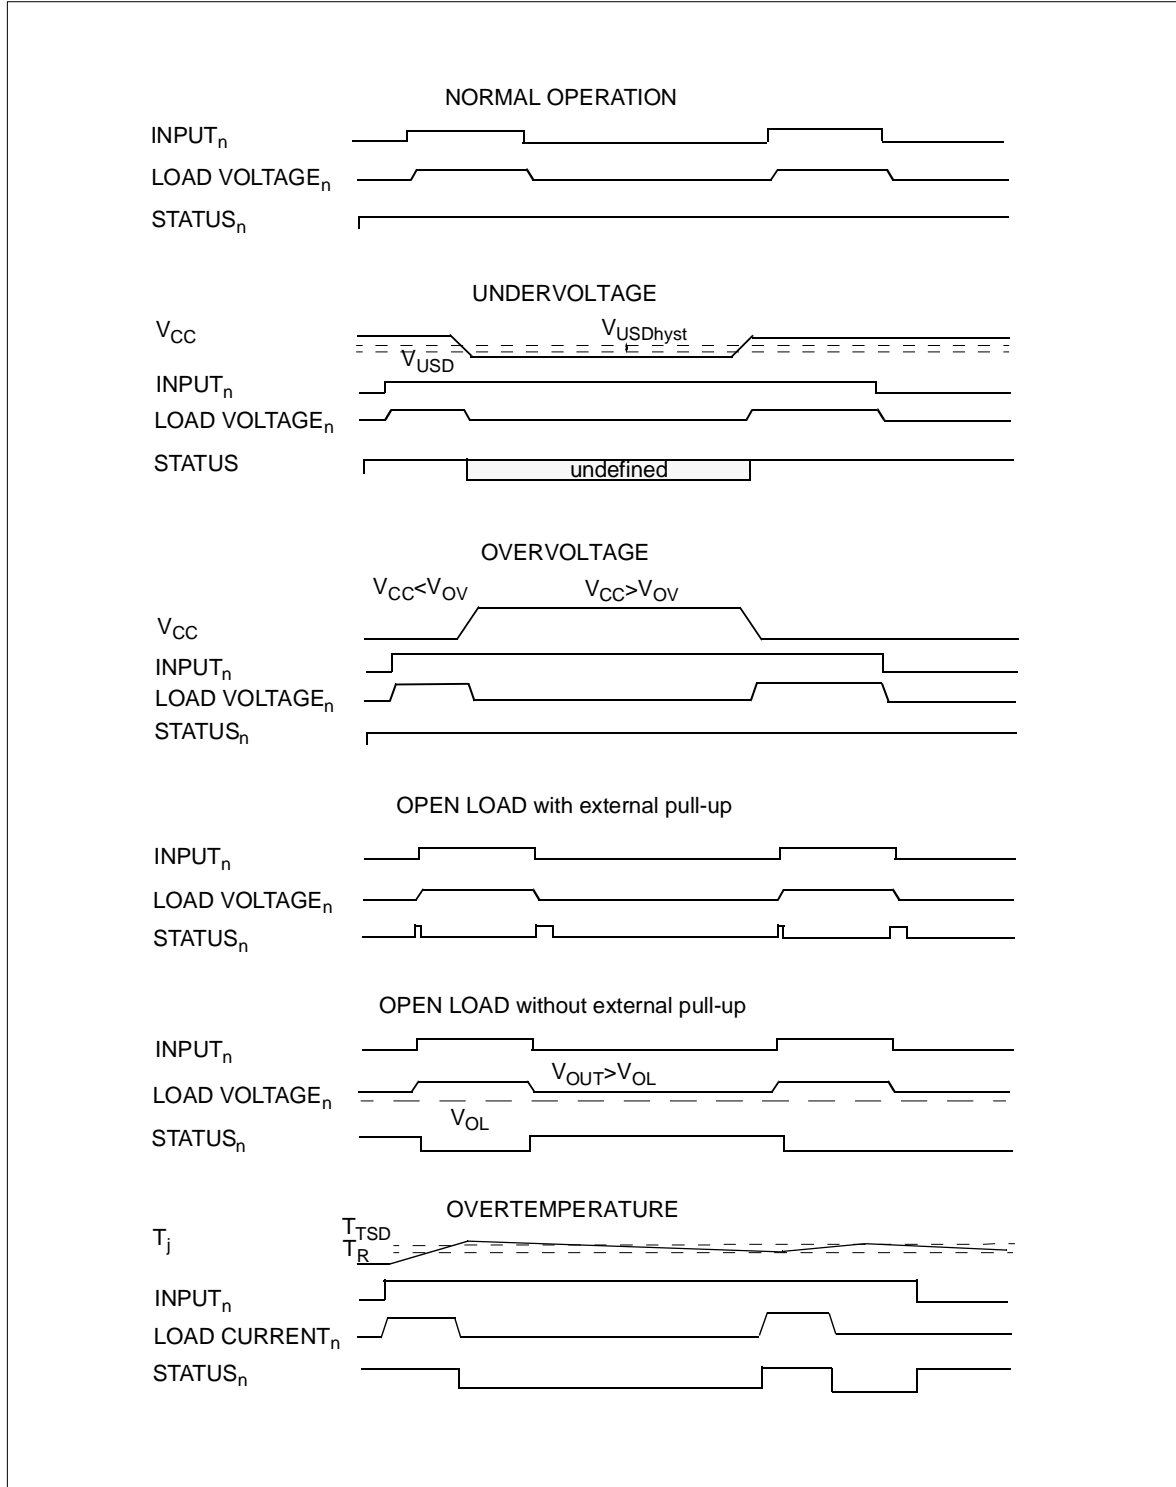 NORMAL OPERATION
INPUTn
LOAD VOLTAGEn
STATUSn
UNDERVOLTAGE
VCC
VUSDhyst
VUSD
INPUTn
LOAD VOLTAGEn
STATUS
undefined
OVERVOLTAGE
VCC<VOV
VCC>VOV
VCC
INPUTn
LOAD VOLTAGEn
STATUSn
OPEN LOAD with external pull-up
INPUTn
LOAD VOLTAGEn
STATUSn
OPEN LOAD without external pull-up
INPUTn
VOUT>VOL
LOAD VOLTAGEn
VOL
STATUSn
OVERTEMPERATURE
Tj
TTSD
TR
INPUTn
LOAD CURRENTn
STATUSn